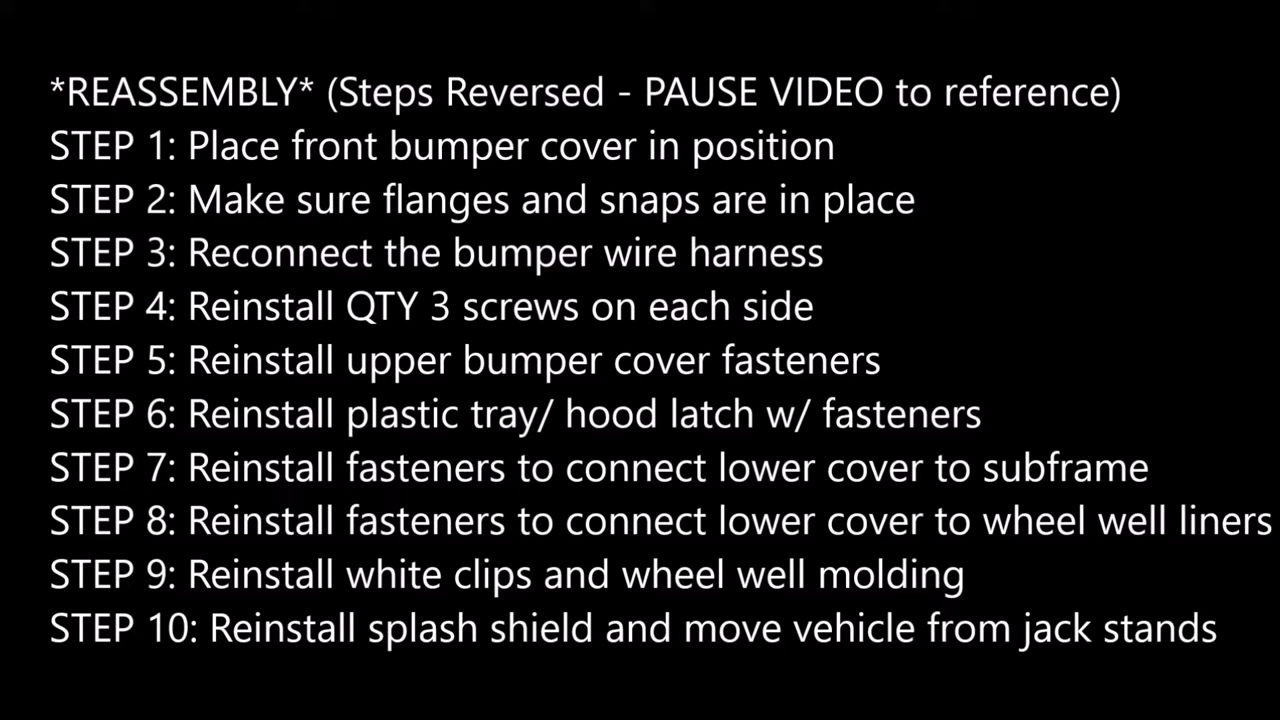 *REASSEMBLY* (Steps Reversed - PAUSE VIDEO to reference)
STEP 1: Place front bumper cover in position
STEP 2: Make sure flanges and snaps are in place
STEP 3: Reconnect the bumper wire harness
STEP 4: Reinstall QTY 3 screws on each side
STEP 5: Reinstall upper bumper cover fasteners
STEP 6: Reinstall plastic tray/ hood latch w/ fasteners
STEP 7: Reinstall fasteners to connect lower cover to subframe
STEP 8: Reinstall fasteners to connect lower cover to wheel well liners
STEP 9: Reinstall white clips and wheel well molding
STEP 10: Reinstall splash shield and move vehicle from jack stands